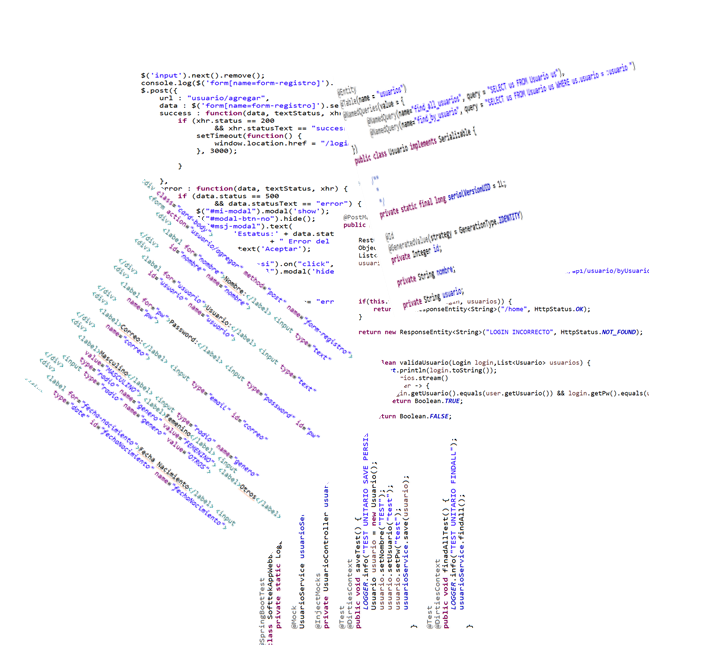 $('input').next().remove();
console.log($('form[name=form-registro]').
$.post({
url : "usuario/agregar",
data : $('form[name=form-registro]').se
success : function(data, textStatus, xhr
if (xhr.status == 200
&& xhr.statusText == "succes
setTimeout(function() {
window.location.href = "/logi
}, 3000);
}
},
error : function(data, textStatus, xhr) {
if (data.status == 500
&& data.statusText == "error") {
$("#mi-modal").modal('show');
("#modal-btn-no").hide();
"#msj-modal").text(
'Estatus:' + data.stat
+ " Error del
text('Aceptar');
-si").on("click",
").modal('hide
= "err
@Entity
@Table(name = "usuarios")
@NamedQueries(value = {
@NamedQuery(name="find_all_usuarios", query = "SELECT us FROM Usuario us"),
@NamedQuery(name="find_by_usuario", query = "SELECT us FROM Usuario us WHERE us.usuario = :usuario ")
})
public class Usuario implements Serializable {
/**
private static final long serialVersionUID = 1L;
@Id
@GeneratedValue(strategy = GenerationType.IDENTITY)
private Integer id;
private String nombre;
private String usuario;
@PostM
public
Rest
Obje
List<
usuar
.pi/usuario/byUsuario
if(this.
usuarios)) {
retu
sponseEntity<String>("/home", HttpStatus.OK);
}
return new ResponseEntity<String>("LOGIN INCORRECTO", HttpStatus.NOT_FOUND);
lean validaUsuario(Login login,List<Usuario> usuarios) {
t.println(login.toString());
ios.stream()
er -> {
in.getUsuario().equals(user.getUsuario()) && login.getPw().equals(u
eturn Boolean.TRUE;
turn Boolean.FALSE;
<div class="card-body">
<form action="usuario/agregar" method="post" name="form-registro">
<div>
<label for="nombre">Nombre:</label> <input type="text"
id="nombre" name="nombre">
</div>
<div>
<label for="usuario">Usuario:</label> <input type="text"
id="usuario" name="usuario">
</div>
<div>
<label for="pw">Password:</label> <input type="password" id="pw"
name="pw">
</div>
<div>
<label>Correo:</label> <input type="email" id="correo"
name="correo">
</div>
<div>
<label>Masculino</label> <input type="radio" name="genero"
value="MASCULINO"> <label>Femenino</label> <input
type="radio" name="genero" value="FEMENINO"> <label>Otros</label>
<input type="radio" name="genero" value="OTROS">
</div>
<div>
<label for="fecha-nacimiento">Fecha Nacimiento</label> <input
type="date" id="fechaNacimiento" name="fechaNacimiento">
@SpringBootTest
class SofttekAppWebb
private static Log
@Mock
UsuarioService usuarioSe
@InjectMocks
private UsuarioController usuar
@Test
@DirtiesContext
public void saveTest() {
LOGGER.info("TEST UNITARIO SAVE PERSIS
Usuario usuario = new Usuario();
usuario.setNombre("TEST");
usuario.setUsuario("test");
usuario.setPw("test");
usuarioService.save(usuario);
}
@Test
@DirtiesContext
public void finadAllTest() {
LOGGER.info("TEST UNITARIO FINDALL");
usuarioService.findAll();
}